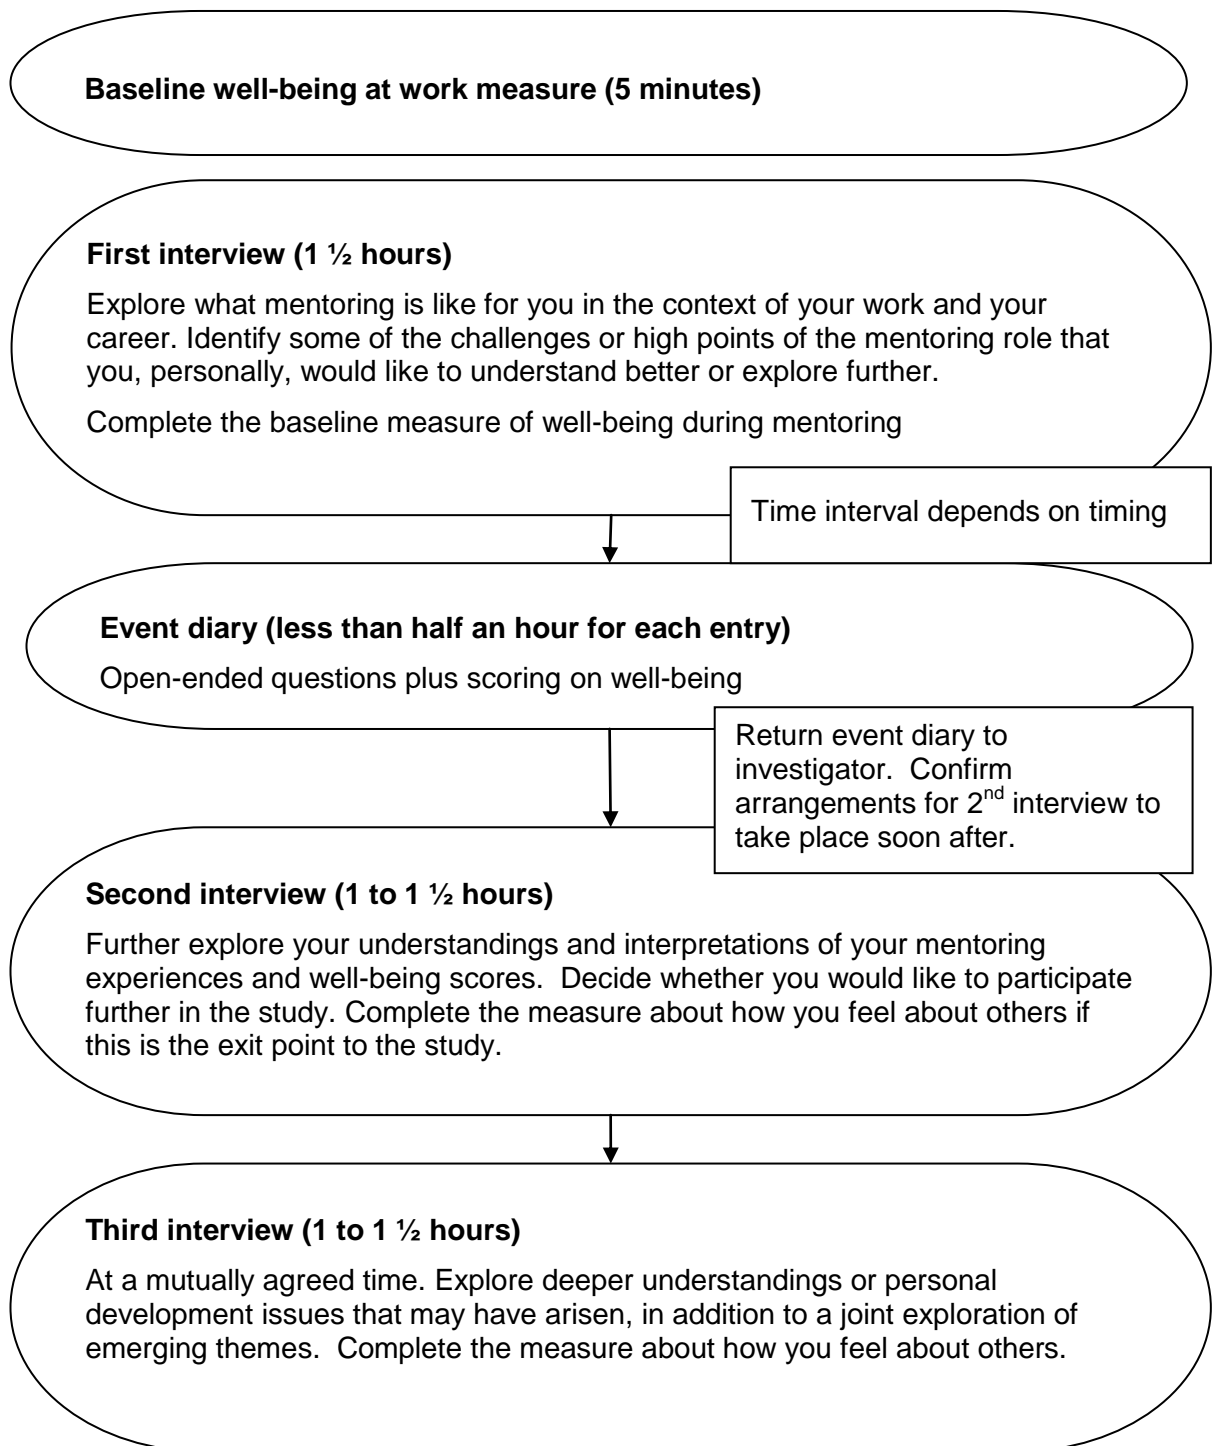 Baseline well-being at work measure (5 minutes)
First interview (1 ½ hours)
Explore what mentoring is like for you in the context of your work and your
career. Identify some of the challenges or high points of the mentoring role that
you, personally, would like to understand better or explore further.
Complete the baseline measure of well-being during mentoring
Time interval depends on timing
Event diary (less than half an hour for each entry)
Open-ended questions plus scoring on well-being
Return event diary to
investigator.  Confirm
arrangements for 2nd interview to
take place soon after.
Second interview (1 to 1 ½ hours)
Further explore your understandings and interpretations of your mentoring
experiences and well-being scores.  Decide whether you would like to participate
further in the study. Complete the measure about how you feel about others if
this is the exit point to the study.
Third interview (1 to 1 ½ hours)
At a mutually agreed time. Explore deeper understandings or personal
development issues that may have arisen, in addition to a joint exploration of
emerging themes.  Complete the measure about how you feel about others.